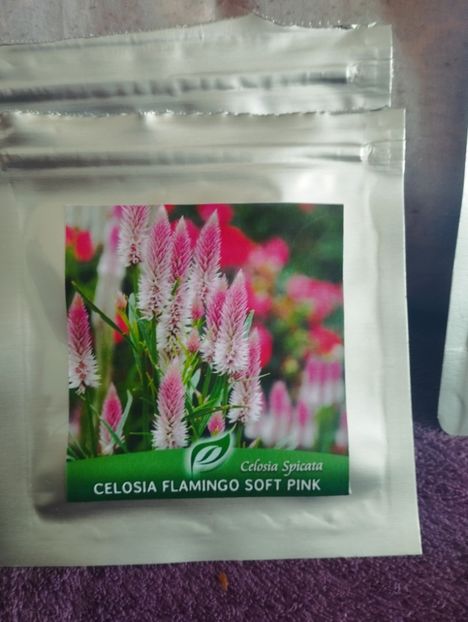 Celosia Spicata
CELOSIA FLAMINGO SOFT PINK